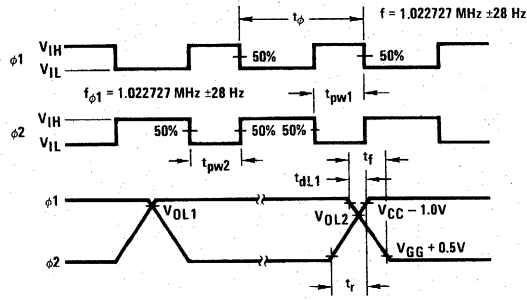 tϕ
f = 1.022727 MHz ±28 Hz
VIH
ϕ1
VIL
50%
50%
fϕ1 = 1.022727 MHz ±28 Hz
tpw1
VIH
ϕ2
VIL
50%
50%
50%
tpw2
tf
tdL1
ϕ1
VOL1
VOL2
VCC – 1.0V
ϕ2
VGG + 0.5V
tr